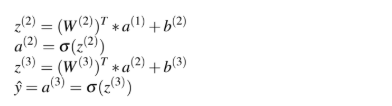 z⁽²⁾ = (W⁽²⁾)ᵀ * a⁽¹⁾ + b⁽²⁾
a⁽²⁾ = σ(z⁽²⁾)
z⁽³⁾ = (W⁽³⁾)ᵀ * a⁽²⁾ + b⁽³⁾
ŷ = a⁽³⁾ = σ(z⁽³⁾)